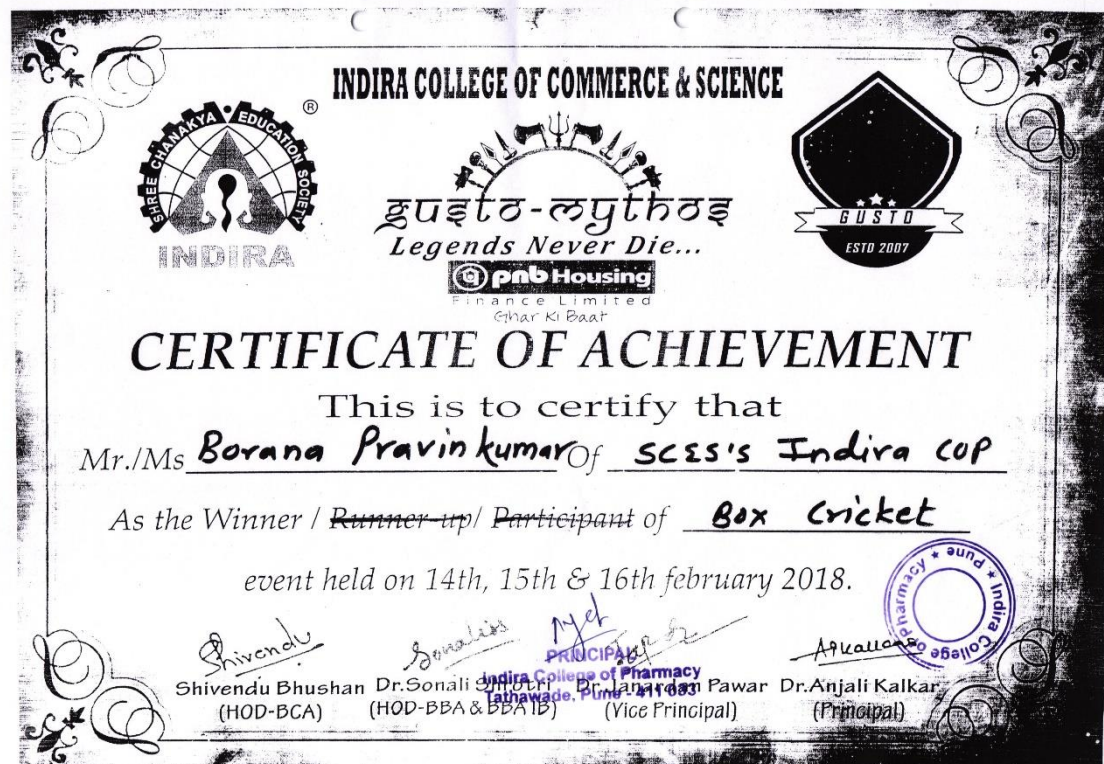 INDIRA COLLEGE OF COMMERCE & SCIENCE
SHREE CHANAKYA EDUCATION SOCIETY
®
INDIRA
gusto-mythos
Legends Never Die...
pnb Housing
Finance Limited
Ghar Ki Baat
GUSTO
ESTD 2007
CERTIFICATE OF ACHIEVEMENT
This is to certify that
Mr./Ms Borana Pravinkumar Of SCES's Indira COP
As the Winner / Runner-up/ Participant of Box Cricket
event held on 14th, 15th & 16th february 2018.
Indira College of Pharmacy * Pune *
Shivendu
PRINCIPAL
Indira College of Pharmacy
Tathawade, Pune - 411 033
Shivendu Bhushan Dr.Sonali Dr.Janardan Pawar Dr.Anjali Kalkar
(HOD-BCA) (HOD-BBA & BBA IB) (Vice Principal) (Principal)